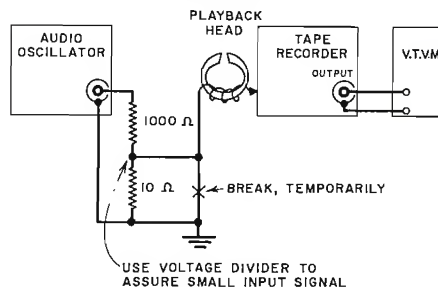 PLAYBACK
HEAD
AUDIO
OSCILLATOR
TAPE
RECORDER
OUTPUT
V.T.V.M
1000 Ω
10 Ω
BREAK, TEMPORARILY
USE VOLTAGE DIVIDER TO
ASSURE SMALL INPUT SIGNAL